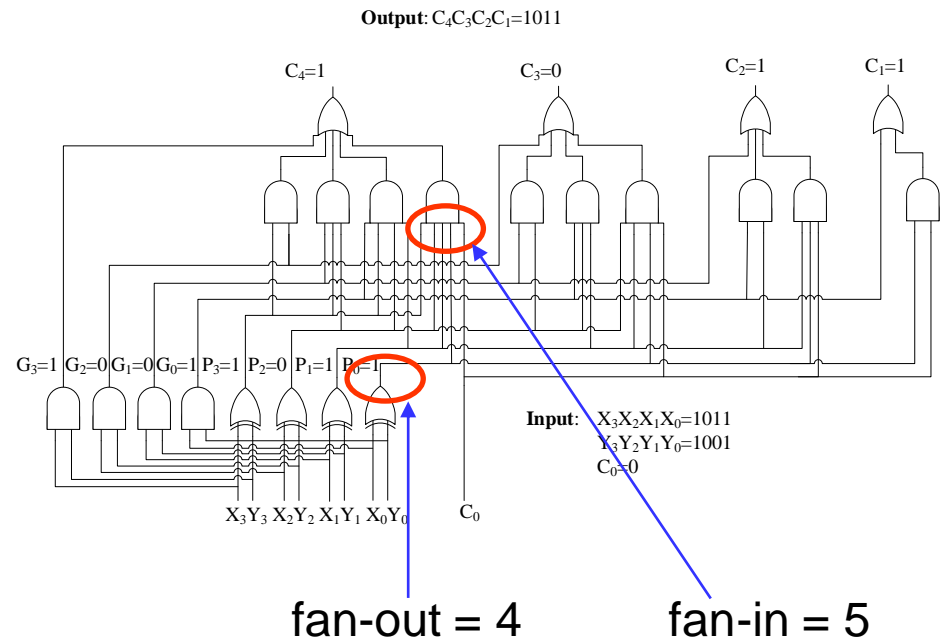 Output: C₄C₃C₂C₁=1011
C₄=1 C₃=0 C₂=1 C₁=1
G₃=1 G₂=0 G₁=0 G₀=1 P₃=1 P₂=0 P₁=1 P₀=1
Input: X₃X₂X₁X₀=1011
Y₃Y₂Y₁Y₀=1001
C₀=0
X₃Y₃ X₂Y₂ X₁Y₁ X₀Y₀ C₀
fan-out = 4 fan-in = 5